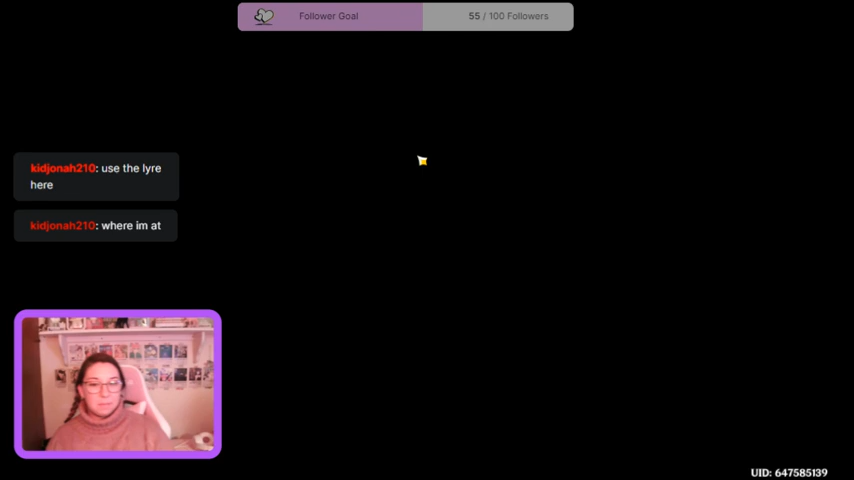 Follower Goal
55 / 100 Followers
kidjonah210: use the lyre
here
kidjonah210: where im at
UID: 647585139